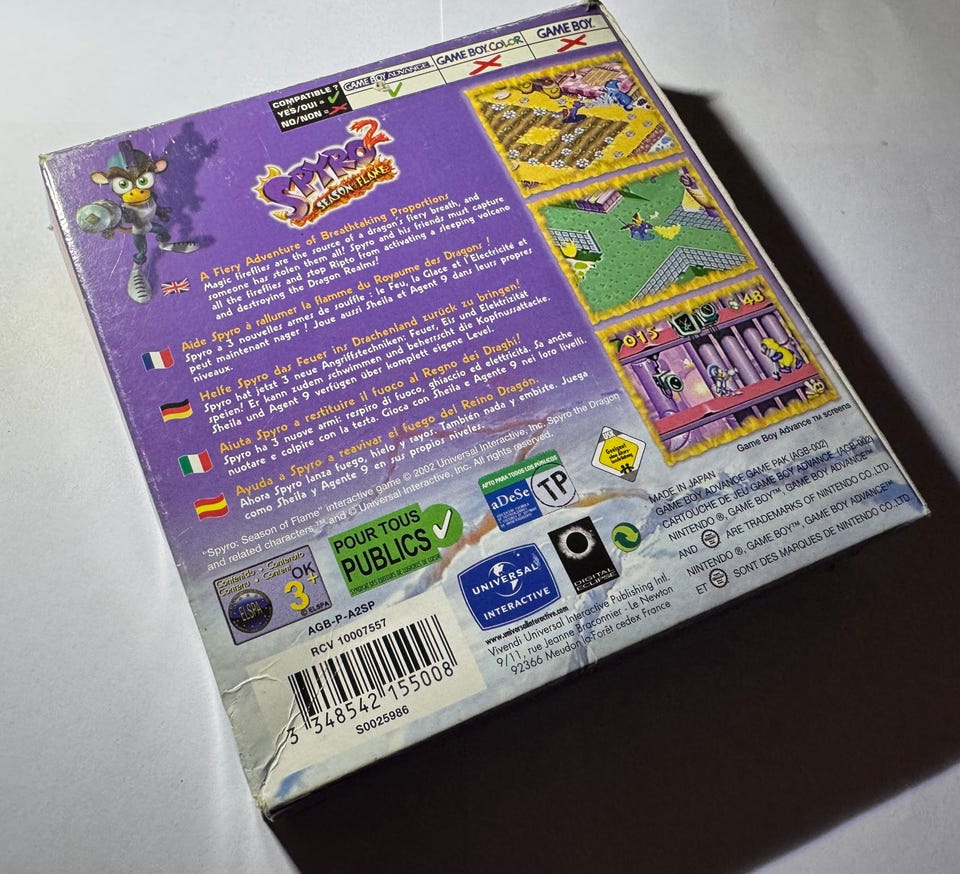 COMPATIBLE ?
YES/OUI = ✓
NO/NON = ✗
GAME BOY ADVANCE
GAME BOY COLOR
GAME BOY
SPYRO 2
SEASON OF FLAME
A Fiery Adventure of Breathtaking Proportions
Magic fireflies are the source of a dragon's fiery breath, and
someone has stolen them all! Spyro and his friends must capture
all the fireflies and stop Ripto from activating a sleeping volcano
and destroying the Dragon Realms!
Aide Spyro à rallumer la flamme du Royaume des Dragons !
Spyro a 3 nouvelles armes de souffle : le Feu, la Glace et l'Electricité et
peut maintenant nager ! Joue aussi Sheila et Agent 9 dans leurs propres
niveaux.
Helfe Spyro das Feuer ins Drachenland zurück zu bringen!
Spyro hat jetzt 3 neue Angriffstechniken: Feuer, Eis und Elektrizität
speien! Er kann zudem schwimmen und beherrscht die Kopfnussattacke.
Sheila und Agent 9 verfügen über komplett eigene Level.
Aiuta Spyro a restituire il fuoco al Regno dei Draghi!
Spyro ha 3 nuove armi: respiro di fuoco, ghiaccio ed elettricità. Sa anche
nuotare e colpire con la testa. Gioca con Sheila e Agente 9 nei loro livelli.
Ayuda a Spyro a reavivar el fuego del Reino Dragón.
Ahora Spyro lanza fuego, hielo y rayos: También nada y embiste. Juega
como Sheila y Agente 9 en sus propios niveles.
015
48
Game Boy Advance™ screens
"Spyro: Season of Flame" interactive game © 2002 Universal Interactive, Inc. Spyro the Dragon
and related characters ™ and © Universal Interactive, Inc. All rights reserved.
Contenido · Contenuto
OK
3+
ELSPA
© ELSPA
POUR TOUS
PUBLICS
SYNDICAT DES EDITEURS DE LOGICIELS DE LOISIRS
APTO PARA TODOS LOS PÚBLICOS
aDeSe
TP
UNIVERSAL
INTERACTIVE
DIGITAL
ECLIPSE
www.universalinteractive.com
Vivendi Universal Interactive Publishing Intl.
9/11, rue Jeanne Braconnier - Le Newton
92366 Meudon-la-Forêt cedex France
MADE IN JAPAN
GAME BOY ADVANCE GAME PAK (AGB-002)
CARTOUCHE DE JEU GAME BOY ADVANCE (AGB-002)
NINTENDO®, GAME BOY™, GAME BOY ADVANCE™
AND ARE TRADEMARKS OF NINTENDO CO.,LTD.
NINTENDO®, GAME BOY™, GAME BOY ADVANCE™
ET SONT DES MARQUES DE NINTENDO CO.,LTD.
AGB-P-A2SP
RCV 10007557
3 348542 155008
S0025986